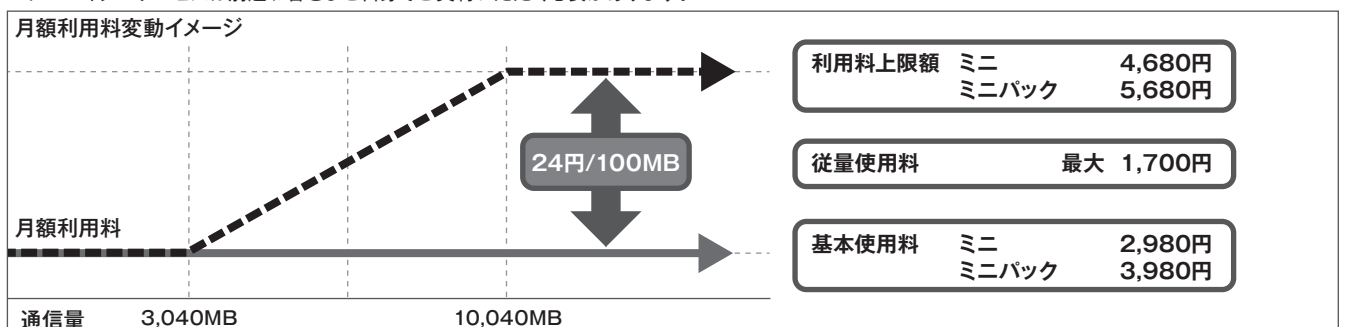 月額利用料変動イメージ
利用料上限額 ミニ 4,680円
ミニパック 5,680円
24円/100MB
従量使用料 最大 1,700円
月額利用料
基本使用料 ミニ 2,980円
ミニパック 3,980円
通信量 3,040MB 10,040MB